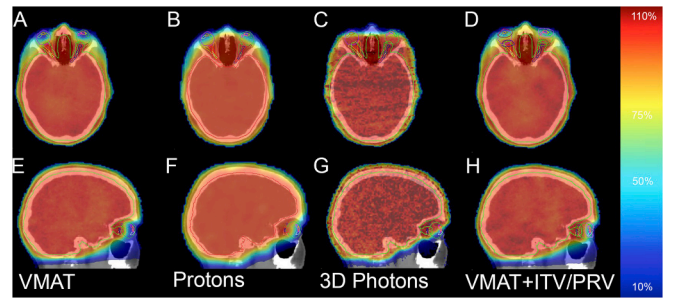 A B C D 110%
75%
E F G H
50%
VMAT Protons 3D Photons VMAT+ITV/PRV 10%